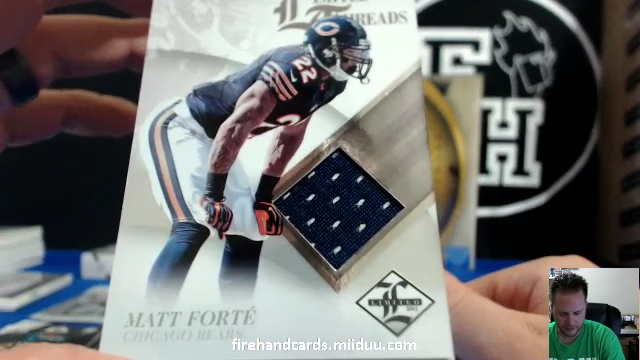 THREADS
22
MATT FORTÉ
CHICAGO BEARS
LIMITED
H
firehandcards.miiduu.com